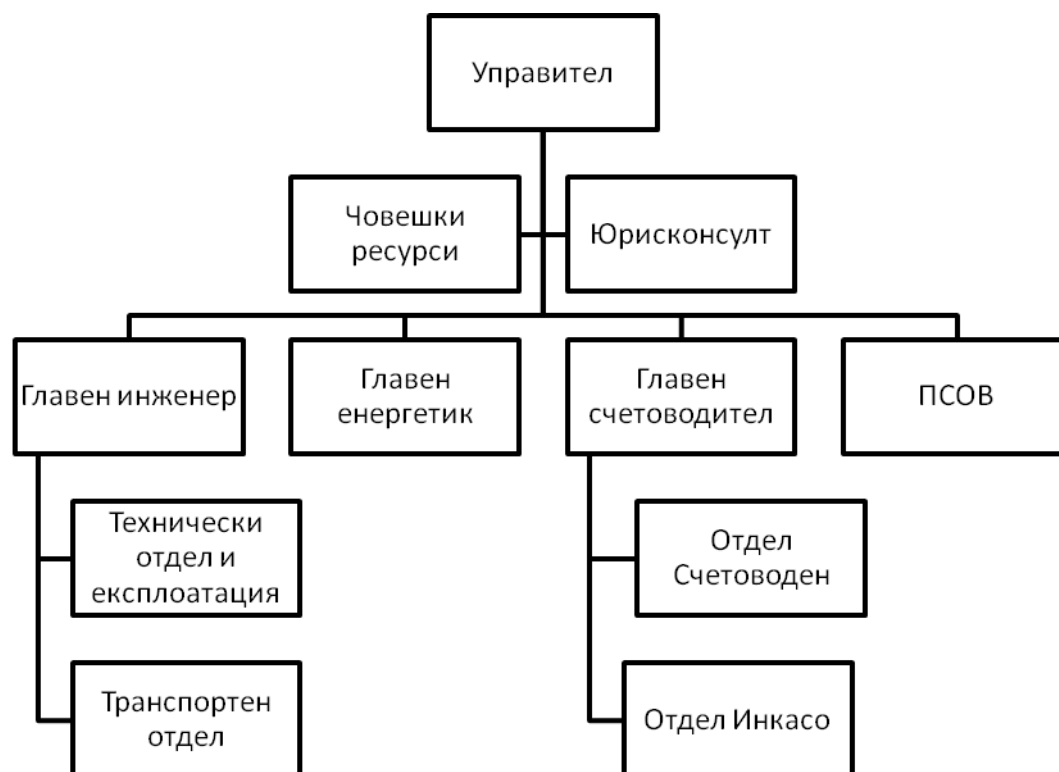 Управител
Човешки
ресурси
Юрисконсулт
Главен инженер
Главен
енергетик
Главен
счетоводител
ПСОВ
Технически
отдел и
експлоатация
Отдел
Счетоводен
Транспортен
отдел
Отдел Инкасо